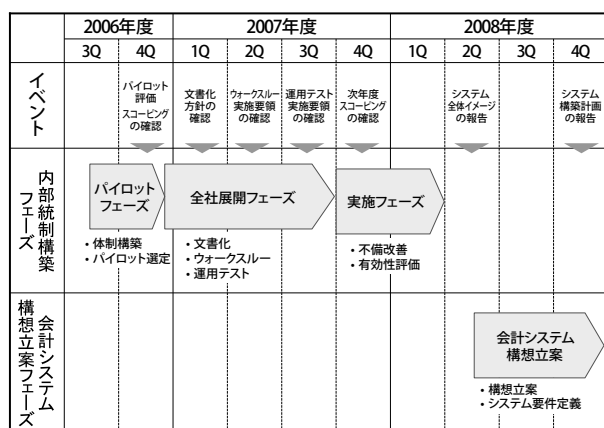 2006年度
2007年度
2008年度
3Q
4Q
1Q
2Q
3Q
4Q
1Q
2Q
3Q
4Q
イベント
パイロット
評価
スコーピング
の確認
文書化
方針の
確認
ウォークスルー
実施要領
の確認
運用テスト
実施要領
の確認
次年度
スコーピング
の確認
システム
全体イメージ
の報告
システム
構築計画
の報告
内部統制構築
フェーズ
パイロット
フェーズ
・体制構築
・パイロット選定
全社展開フェーズ
・文書化
・ウォークスルー
・運用テスト
実施フェーズ
・不備改善
・有効性評価
会計システム
構想立案フェーズ
会計システム
構想立案
・構想立案
・システム要件定義